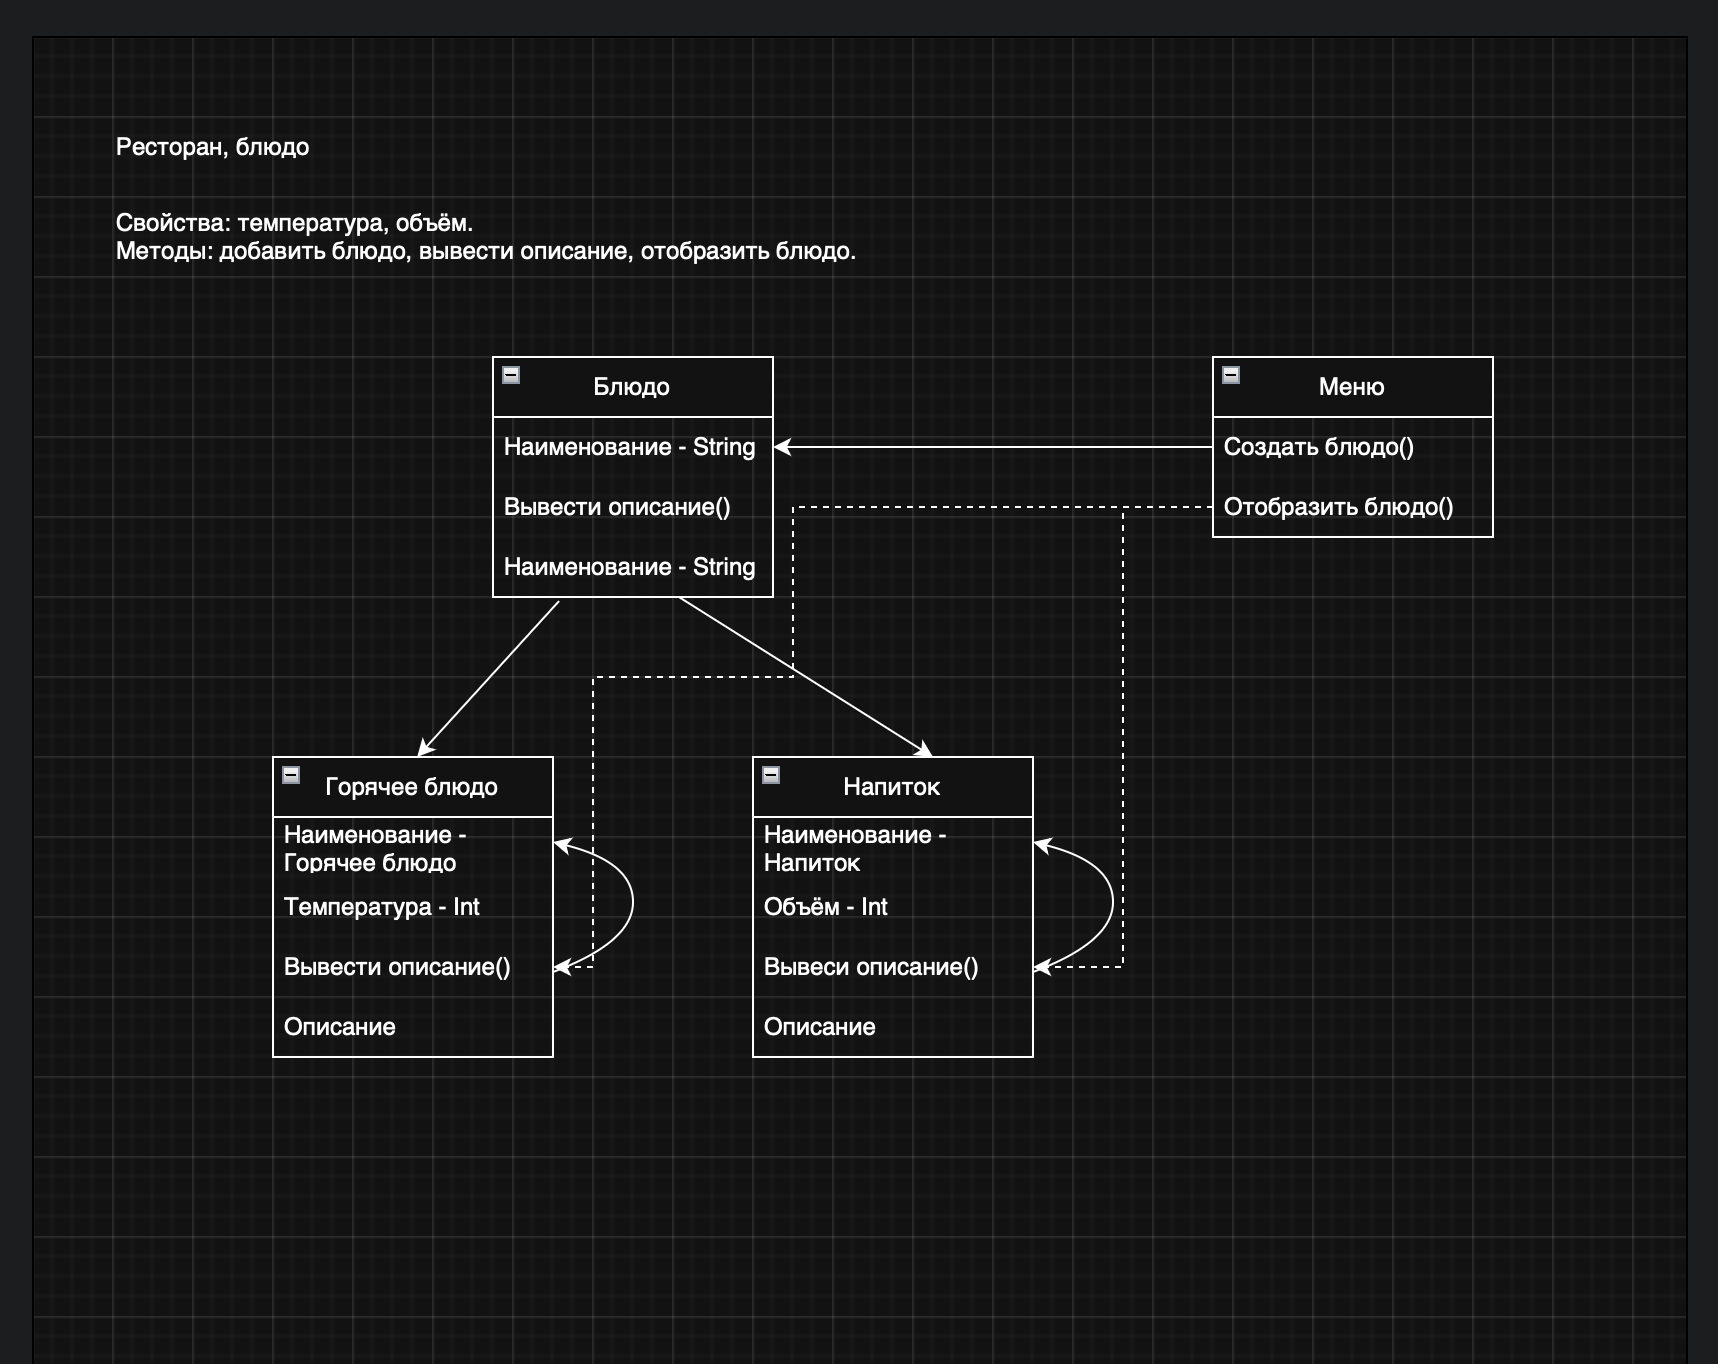 Ресторан, блюдо
Свойства: температура, объём.
Методы: добавить блюдо, вывести описание, отобразить блюдо.
Блюдо
Наименование - String
Вывести описание()
Наименование - String
Меню
Создать блюдо()
Отобразить блюдо()
Горячее блюдо
Наименование -
Горячее блюдо
Температура - Int
Вывести описание()
Описание
Напиток
Наименование -
Напиток
Объём - Int
Вывеси описание()
Описание